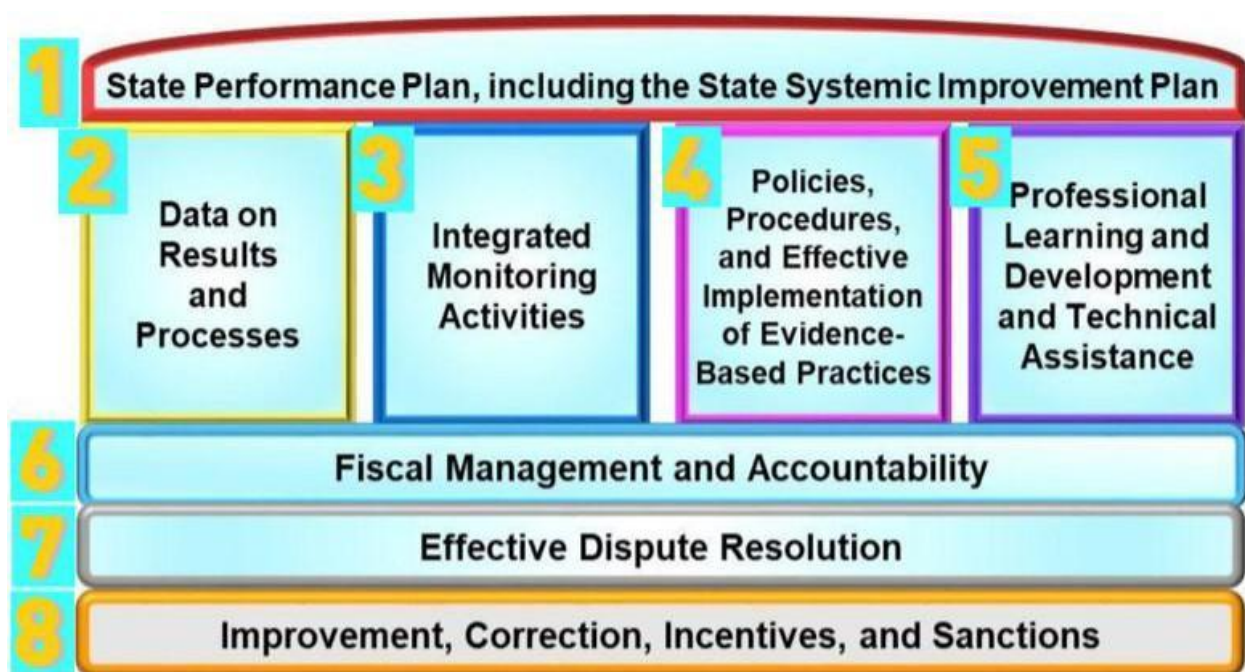 1
State Performance Plan, including the State Systemic Improvement Plan
2
Data on
Results
and
Processes
3
Integrated
Monitoring
Activities
4
Policies,
Procedures,
and Effective
Implementation
of Evidence-
Based Practices
5
Professional
Learning and
Development
and Technical
Assistance
6
Fiscal Management and Accountability
7
Effective Dispute Resolution
8
Improvement, Correction, Incentives, and Sanctions